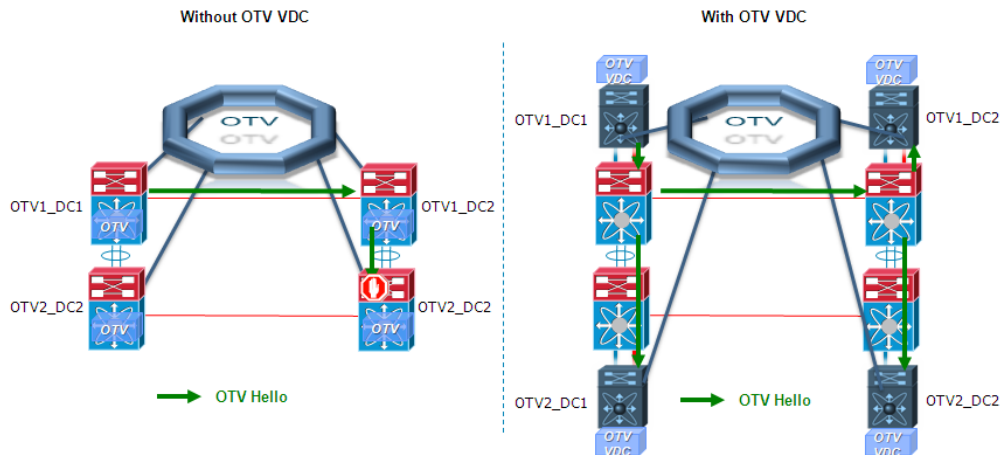 Without OTV VDC
With OTV VDC
OTV
OTV1_DC1
OTV
OTV1_DC2
OTV
OTV2_DC2
OTV
OTV2_DC2
OTV
OTV Hello
OTV VDC
OTV VDC
OTV
OTV1_DC1
OTV1_DC2
OTV2_DC1
OTV2_DC2
OTV Hello
OTV VDC
OTV VDC